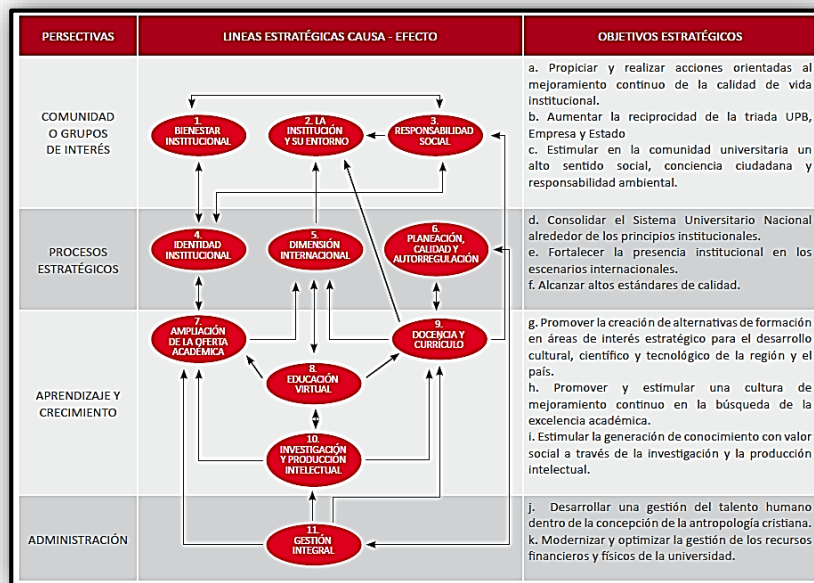 PERSECTIVAS
LINEAS ESTRATÉGICAS CAUSA - EFECTO
OBJETIVOS ESTRATÉGICOS
COMUNIDAD
O GRUPOS
DE INTERÉS
1.
BIENESTAR
INSTITUCIONAL
2. LA
INSTITUCIÓN
Y SU ENTORNO
3.
RESPONSABILIDAD
SOCIAL
a. Propiciar y realizar acciones orientadas al
mejoramiento continuo de la calidad de vida
institucional.
b. Aumentar la reciprocidad de la triada UPB,
Empresa y Estado
c. Estimular en la comunidad universitaria un
alto sentido social, conciencia ciudadana y
responsabilidad ambiental.
PROCESOS
ESTRATÉGICOS
4.
IDENTIDAD
INSTITUCIONAL
5.
DIMENSIÓN
INTERNACIONAL
6.
PLANEACIÓN,
CALIDAD Y
AUTORREGULACIÓN
d. Consolidar el Sistema Universitario Nacional
alrededor de los principios institucionales.
e. Fortalecer la presencia institucional en los
escenarios internacionales.
f. Alcanzar altos estándares de calidad.
APRENDIZAJE Y
CRECIMIENTO
7.
AMPLIACIÓN
DE LA OFERTA
ACADÉMICA
8.
EDUCACIÓN
VIRTUAL
9.
DOCENCIA Y
CURRÍCULO
10.
INVESTIGACIÓN
Y PRODUCCIÓN
INTELECTUAL
g. Promover la creación de alternativas de formación
en áreas de interés estratégico para el desarrollo
cultural, científico y tecnológico de la región y el
país.
h. Promover y estimular una cultura de
mejoramiento continuo en la búsqueda de la
excelencia académica.
i. Estimular la generación de conocimiento con valor
social a través de la investigación y la producción
intelectual.
ADMINISTRACIÓN
11.
GESTIÓN
INTEGRAL
j. Desarrollar una gestión del talento humano
dentro de la concepción de la antropología cristiana.
k. Modernizar y optimizar la gestión de los recursos
financieros y físicos de la universidad.